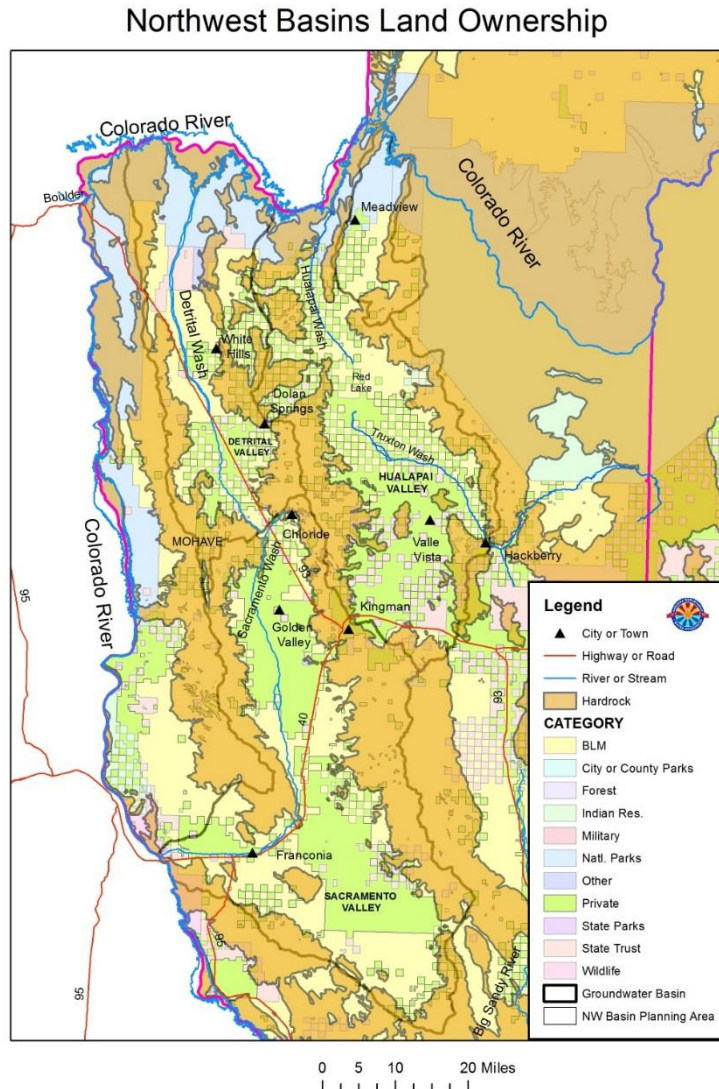 Northwest Basins Land Ownership
Colorado River
Boulder
Meadview
Colorado River
Hualapai Wash
Detrital Wash
White
Hills
Red
Lake
Dolan
Springs
Truxton Wash
DETRITAL
VALLEY
HUALAPAI
VALLEY
Chloride
MOHAVE
Valle
Vista
Hackberry
Colorado River
95
Sacramento Wash
93
Kingman
Golden
Valley
40
93
Franconia
SACRAMENTO
VALLEY
95
95
Big Sandy River
Legend
City or Town
Highway or Road
River or Stream
Hardrock
CATEGORY
BLM
City or County Parks
Forest
Indian Res.
Military
Natl. Parks
Other
Private
State Parks
State Trust
Wildlife
Groundwater Basin
NW Basin Planning Area
0 5 10 20 Miles